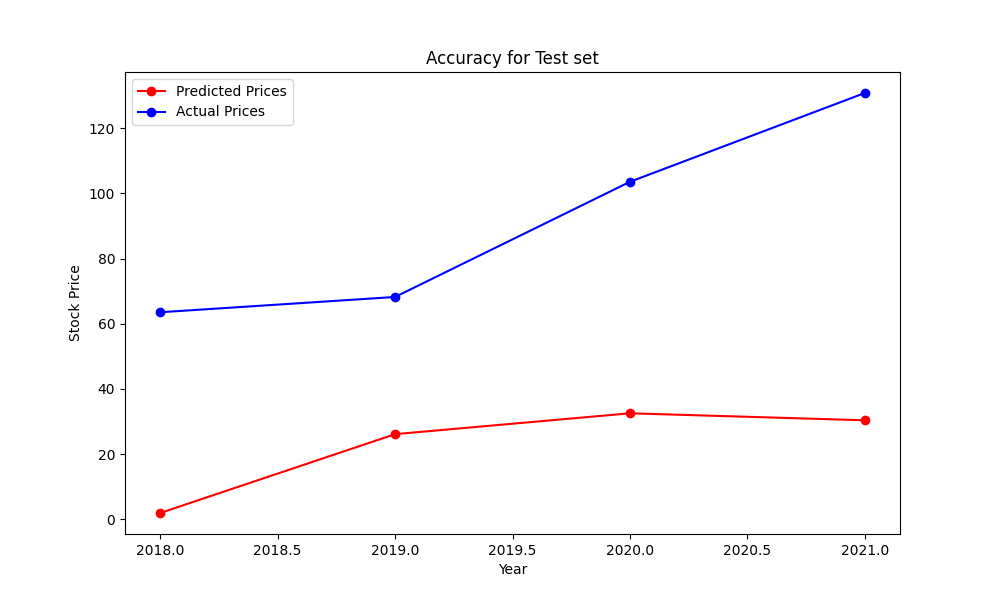 Accuracy for Test set
Predicted Prices
Actual Prices
120
100
80
60
40
20
0
Stock Price
2018.0 2018.5 2019.0 2019.5 2020.0 2020.5 2021.0
Year